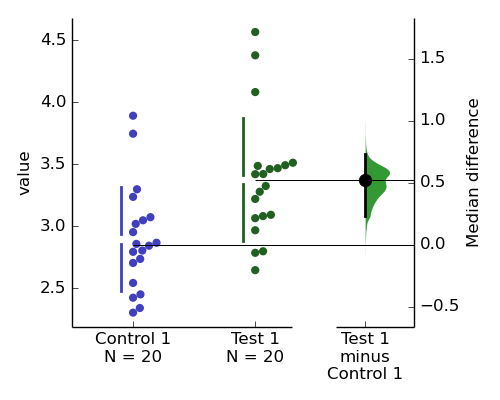 4.5
4.0
3.5
3.0
2.5
value
1.5
1.0
0.5
0.0
−0.5
Median difference
Control 1
N = 20
Test 1
N = 20
Test 1
minus
Control 1